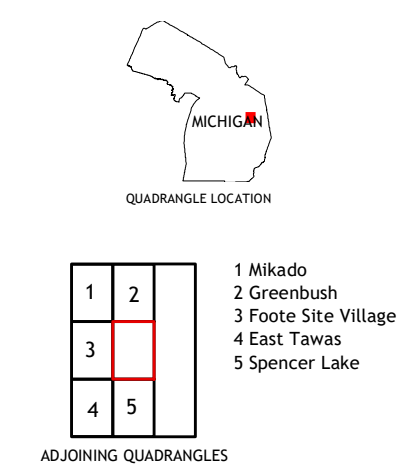 MICHIGAN
QUADRANGLE LOCATION
1 2
3
4 5
1 Mikado
2 Greenbush
3 Foote Site Village
4 East Tawas
5 Spencer Lake
ADJOINING QUADRANGLES